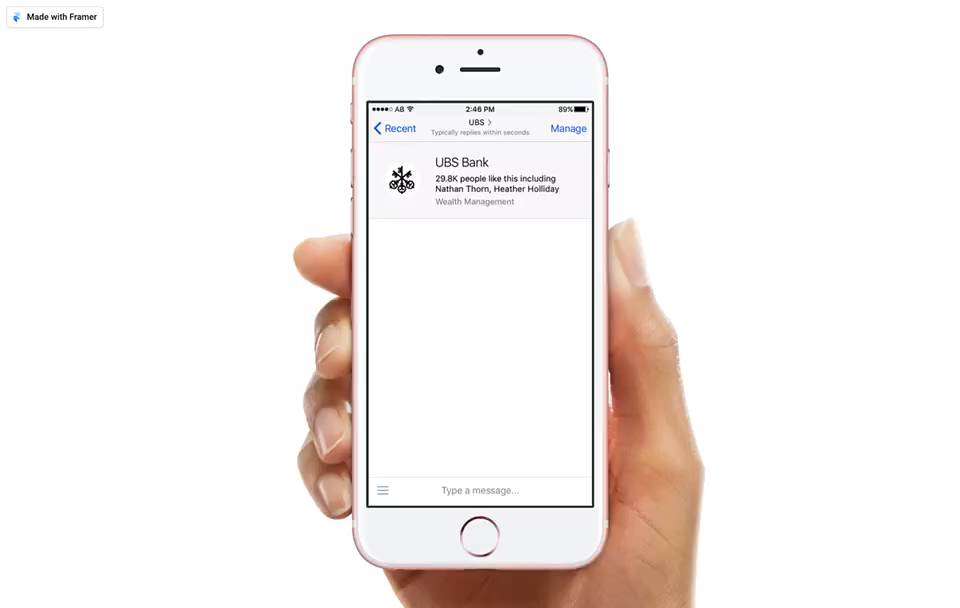 Made with Framer
AB
2:46 PM
89%
Recent
UBS >
Typically replies within seconds
Manage
UBS Bank
29.8K people like this including
Nathan Thorn, Heather Holliday
Wealth Management
Type a message...